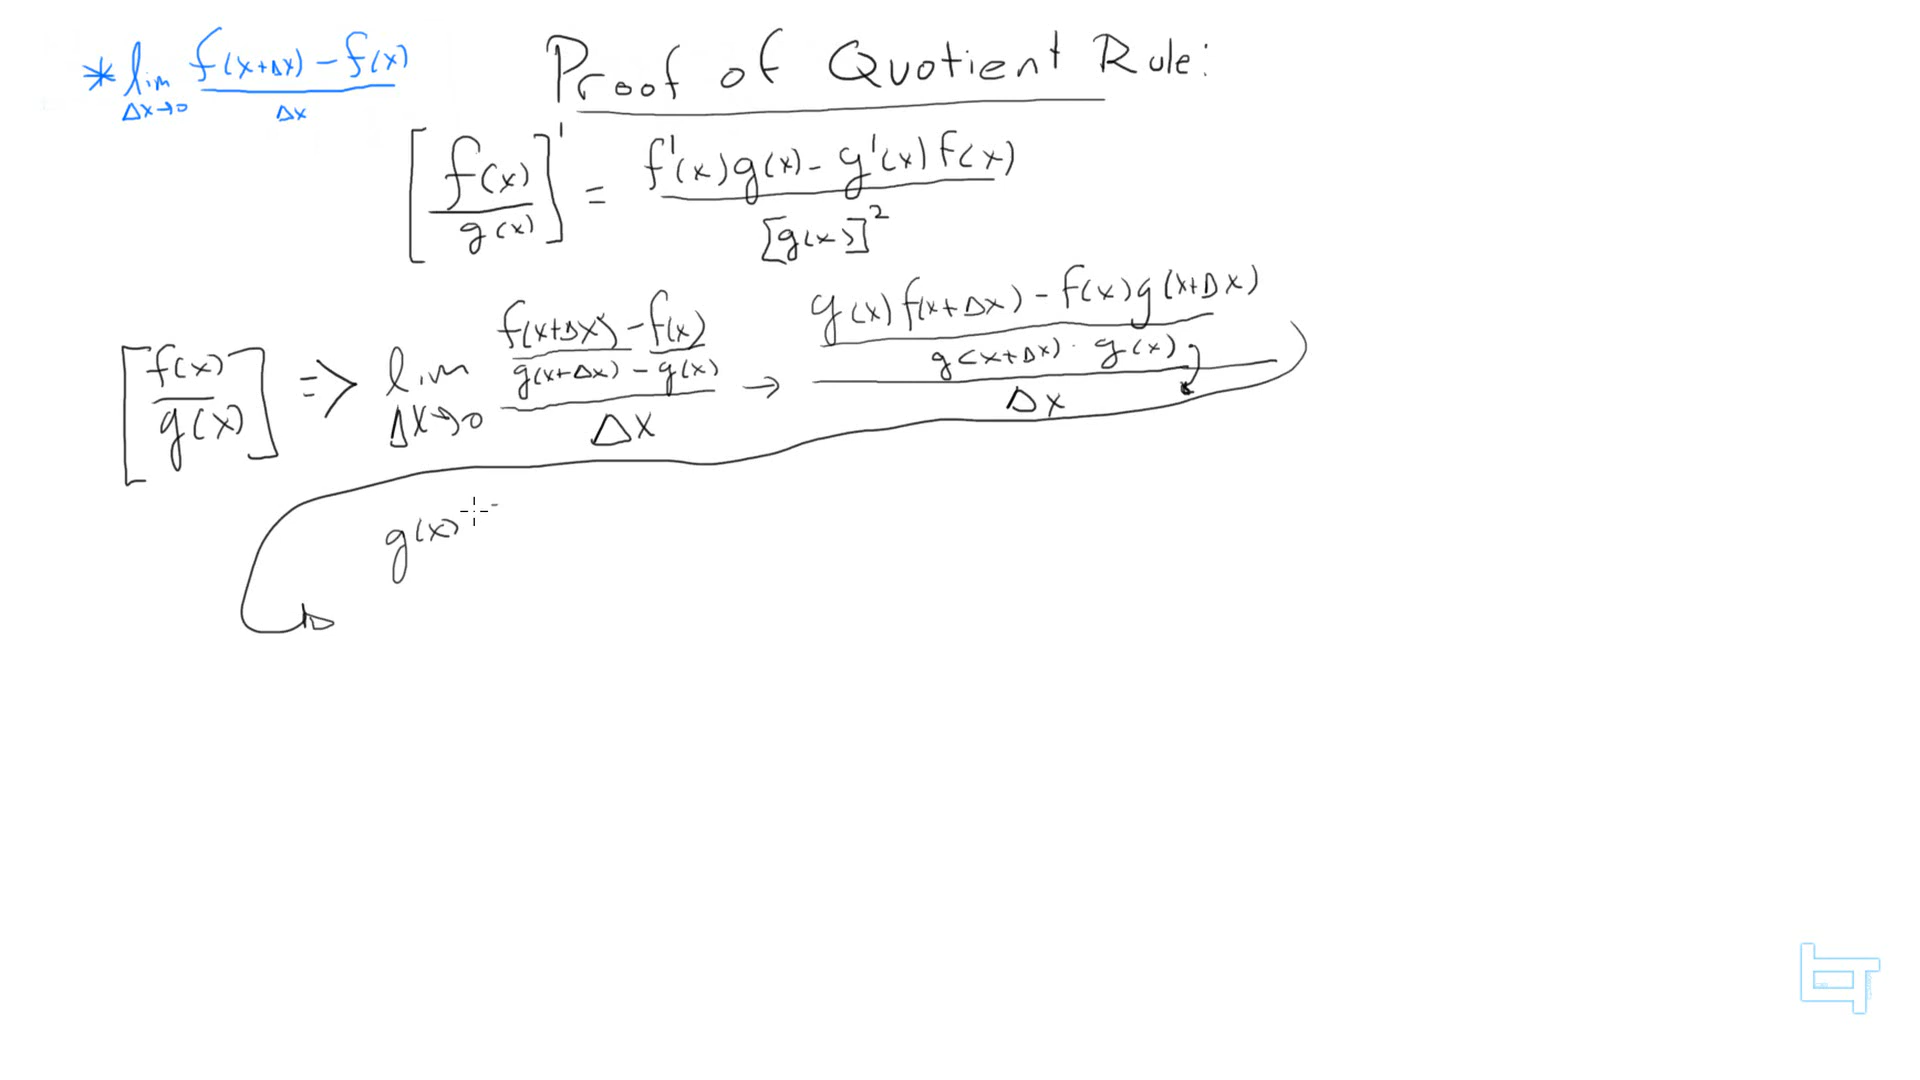 * lim Δx→0 f(x+Δx) - f(x) / Δx
Proof of Quotient Rule:
[f(x) / g(x)]' = f'(x)g(x) - g'(x)f(x) / [g(x)]²
[f(x) / g(x)] => lim Δx→0 f(x+Δx) / g(x+Δx) - f(x) / g(x) / Δx → g(x)f(x+Δx) - f(x)g(x+Δx) / g(x+Δx)·g(x) / Δx
g(x)